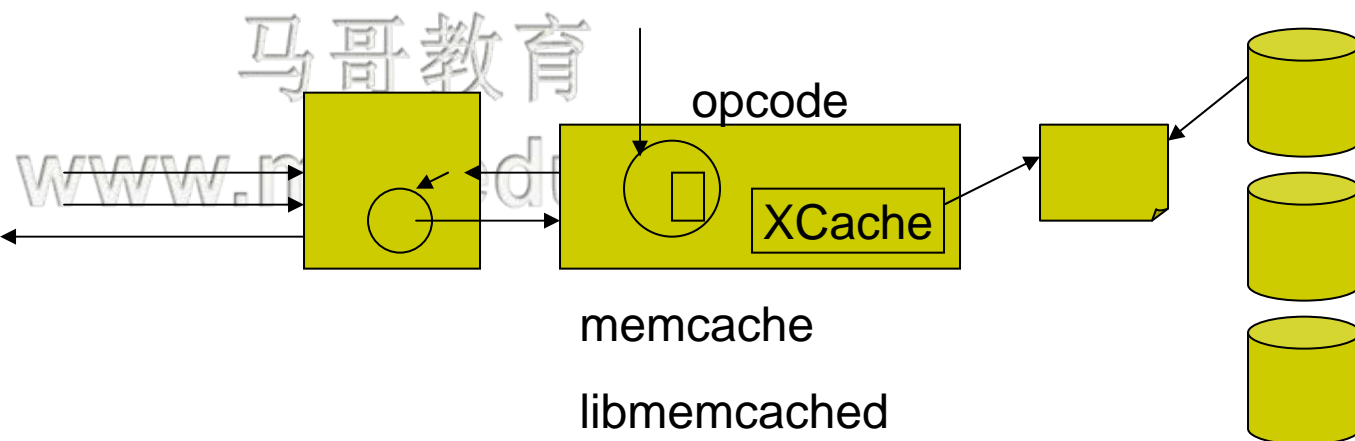 马哥教育
opcode
XCache
memcache
libmemcached